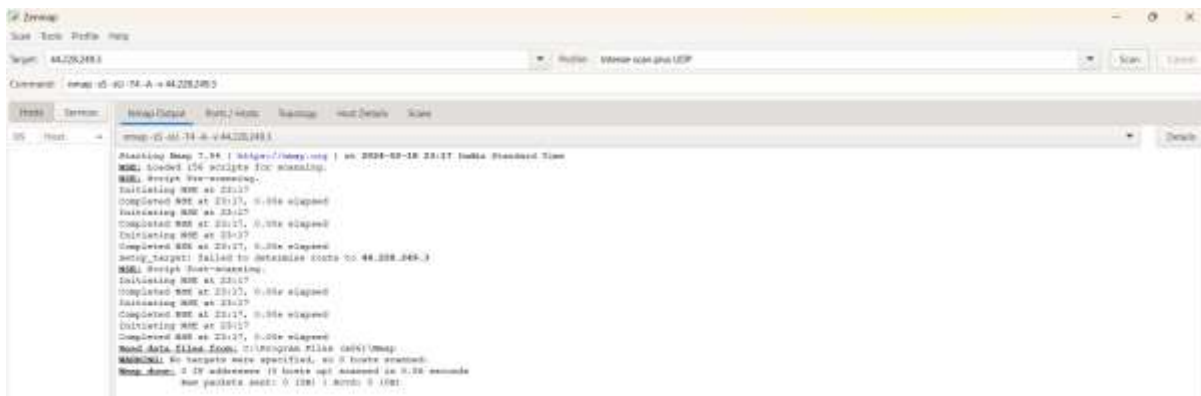 Zenmap
Scan Tools Profile Help
Target: 44.228.249.3 Profile: Intense scan plus UDP Scan Cancel
Command: nmap -sS -sU -T4 -A -v 44.228.249.3
Hosts Services Nmap Output Ports / Hosts Topology Host Details Scans
OS Host nmap -sS -sU -T4 -A -v 44.228.249.3 Details
Starting Nmap 7.94 ( https://nmap.org ) at 2024-02-18 23:17 India Standard Time
NSE: Loaded 156 scripts for scanning.
NSE: Script Pre-scanning.
Initiating NSE at 23:17
Completed NSE at 23:17, 0.00s elapsed
Initiating NSE at 23:17
Completed NSE at 23:17, 0.00s elapsed
Initiating NSE at 23:17
Completed NSE at 23:17, 0.00s elapsed
setup_target: failed to determine route to 44.228.249.3
NSE: Script Post-scanning.
Initiating NSE at 23:17
Completed NSE at 23:17, 0.00s elapsed
Initiating NSE at 23:17
Completed NSE at 23:17, 0.00s elapsed
Initiating NSE at 23:17
Completed NSE at 23:17, 0.00s elapsed
Read data files from: C:\Program Files (x86)\Nmap
WARNING: No targets were specified, so 0 hosts scanned.
Nmap done: 0 IP addresses (0 hosts up) scanned in seconds
Raw packets sent: 0 (0B) | Rcvd: 0 (0B)